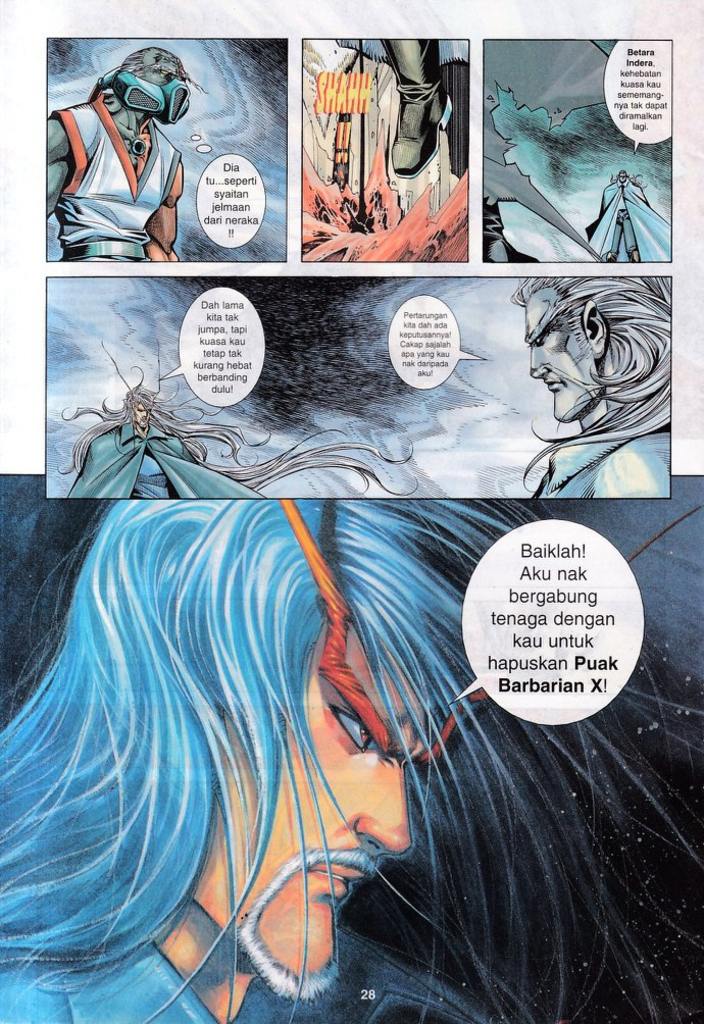 Dia
tu...seperti
syaitan
jelmaan
dari neraka
!!
SHAHH
!!
Betara
Indera,
kehebatan
kuasa kau
sememang-
nya tak dapat
diramalkan
lagi.
Dah lama
kita tak
jumpa, tapi
kuasa kau
tetap tak
kurang hebat
berbanding
dulu!
Pertarungan
kita dah ada
keputusannya!
Cakap sajalah
apa yang kau
nak daripada
aku!
Baiklah!
Aku nak
bergabung
tenaga dengan
kau untuk
hapuskan Puak
Barbarian X!
28